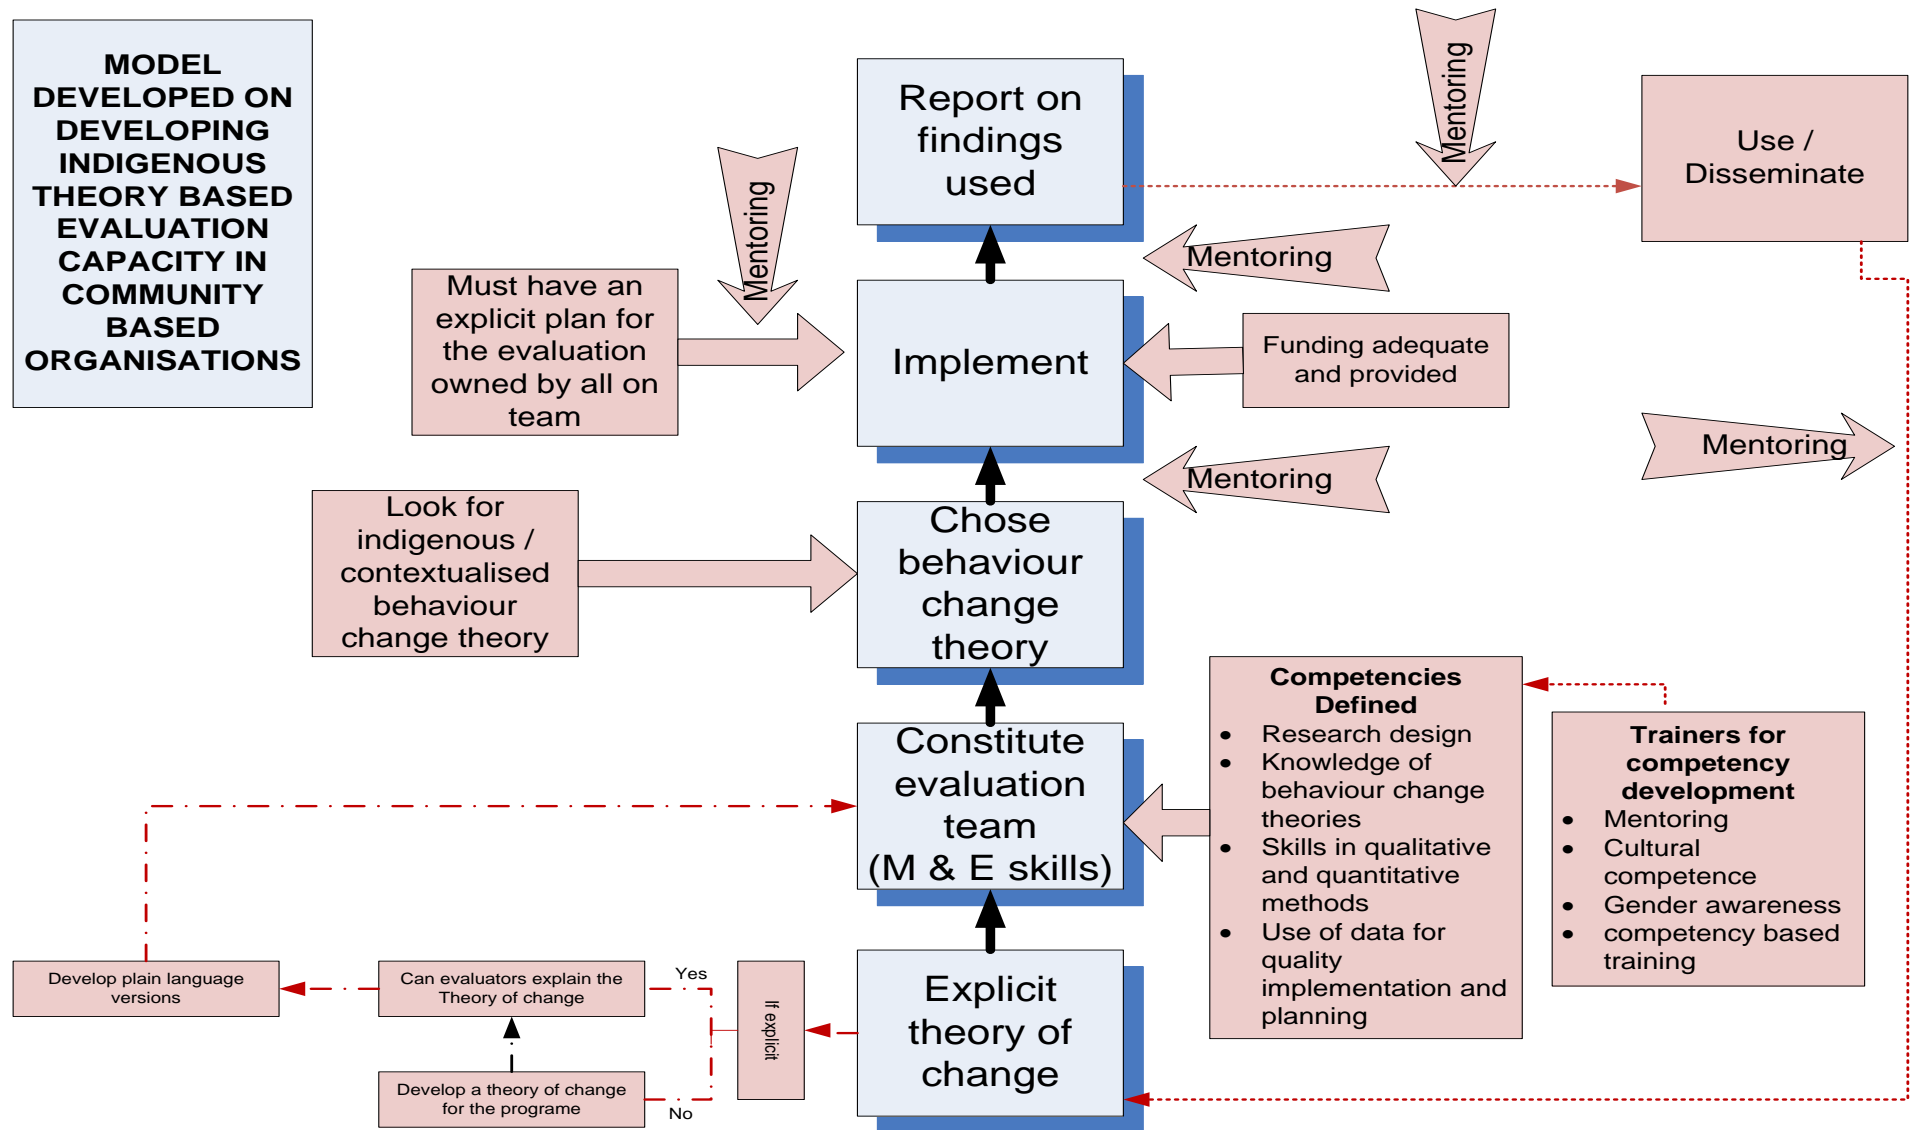 MODEL
DEVELOPED ON
DEVELOPING
INDIGENOUS
THEORY BASED
EVALUATION
CAPACITY IN
COMMUNITY
BASED
ORGANISATIONS
Report on
findings
used
Mentoring
Use /
Disseminate
Mentoring
Mentoring
Must have an
explicit plan for
the evaluation
owned by all on
team
Implement
Funding adequate
and provided
Mentoring
Mentoring
Look for
indigenous /
contextualised
behaviour
change theory
Chose
behaviour
change
theory
Constitute
evaluation
team
(M & E skills)
Competencies
Defined
• Research design
• Knowledge of
behaviour change
theories
• Skills in qualitative
and quantitative
methods
• Use of data for
quality
implementation and
planning
Trainers for
competency
development
• Mentoring
• Cultural
competence
• Gender awareness
• competency based
training
Develop plain language
versions
Can evaluators explain the
Theory of change
Yes
If explicit
Explicit
theory of
change
Develop a theory of change
for the programe
No